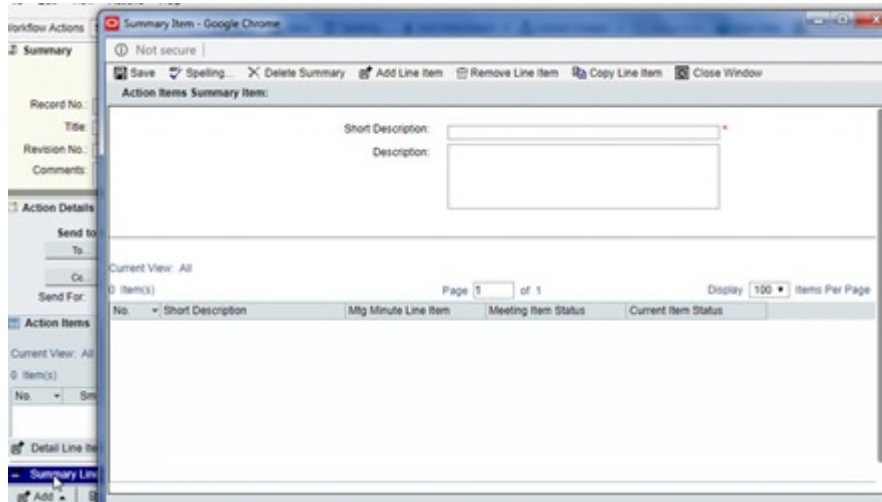 Workflow Actions
Summary Item - Google Chrome
Not secure
Summary
Save Spelling... Delete Summary Add Line Item Remove Line Item Copy Line Item Close Window
Action Items Summary Item:
Record No.:
Title:
Revision No.:
Comments:
Short Description: *
Description:
Action Details
Send to
To...
Cc...
Send For:
Action Items
Current View: All
0 Item(s)
No.
Detail Line Ite
Summary Line
Add
Current View: All
0 Item(s) Page 1 of 1 Display 100 Items Per Page
No. Short Description Mtg Minute Line Item Meeting Item Status Current Item Status